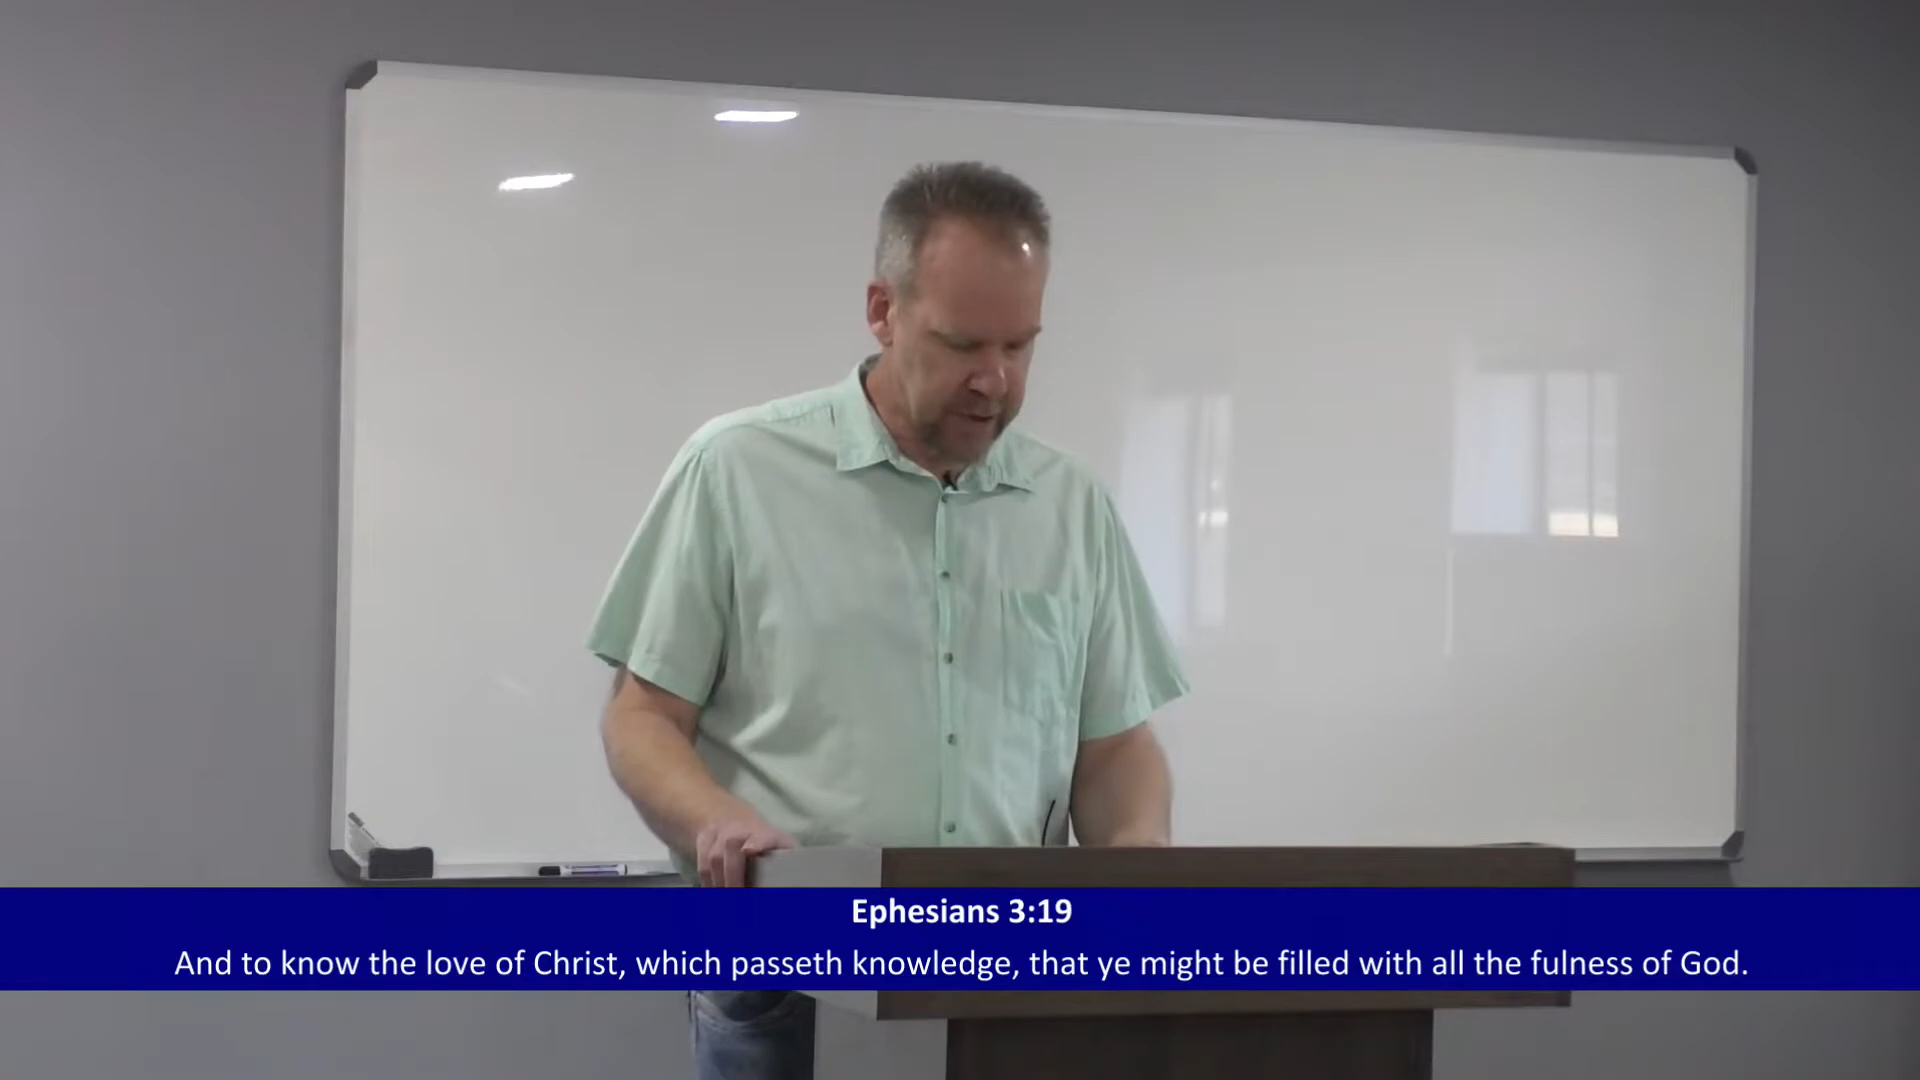 Ephesians 3:19
And to know the love of Christ, which passeth knowledge, that ye might be filled with all the fulness of God.